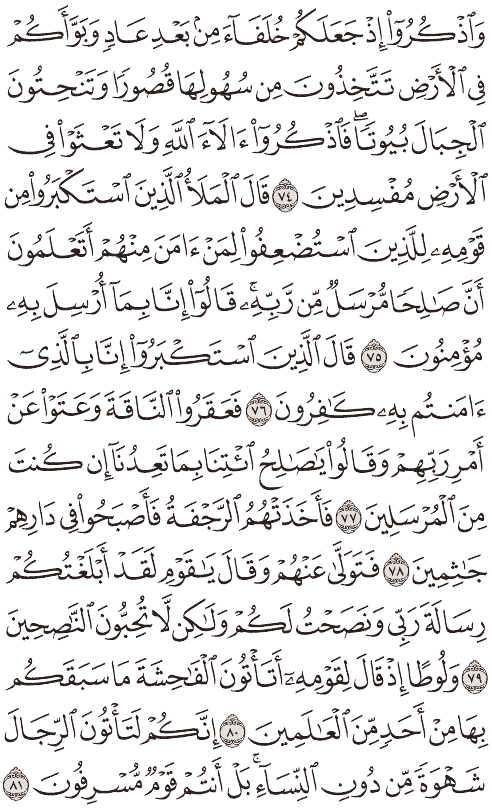 وَٱذْكُرُوٓا۟ إِذْ جَعَلَكُمْ خُلَفَآءَ مِنۢ بَعْدِ عَادٍ وَبَوَّأَكُمْ
فِى ٱلْأَرْضِ تَتَّخِذُونَ مِن سُهُولِهَا قُصُورًا وَتَنْحِتُونَ
ٱلْجِبَالَ بُيُوتًا ۖ فَٱذْكُرُوٓا۟ ءَالَآءَ ٱللَّهِ وَلَا تَعْثَوْا۟ فِى
ٱلْأَرْضِ مُفْسِدِينَ ٧٤ قَالَ ٱلْمَلَأُ ٱلَّذِينَ ٱسْتَكْبَرُوا۟ مِن
قَوْمِهِۦ لِلَّذِينَ ٱسْتُضْعِفُوا۟ لِمَنْ ءَامَنَ مِنْهُمْ أَتَعْلَمُونَ
أَنَّ صَٰلِحًا مُّرْسَلٌ مِّن رَّبِّهِۦ ۚ قَالُوٓا۟ إِنَّا بِمَآ أُرْسِلَ بِهِۦ
مُؤْمِنُونَ ٧٥ قَالَ ٱلَّذِينَ ٱسْتَكْبَرُوٓا۟ إِنَّا بِٱلَّذِىٓ
ءَامَنتُم بِهِۦ كَٰفِرُونَ ٧٦ فَعَقَرُوا۟ ٱلنَّاقَةَ وَعَتَوْا۟ عَنْ
أَمْرِ رَبِّهِمْ وَقَالُوا۟ يَٰصَٰلِحُ ٱئْتِنَا بِمَا تَعِدُنَآ إِن كُنتَ
مِنَ ٱلْمُرْسَلِينَ ٧٧ فَأَخَذَتْهُمُ ٱلرَّجْفَةُ فَأَصْبَحُوا۟ فِى دَارِهِمْ
جَٰثِمِينَ ٧٨ فَتَوَلَّىٰ عَنْهُمْ وَقَالَ يَٰقَوْمِ لَقَدْ أَبْلَغْتُكُمْ
رِسَالَةَ رَبِّى وَنَصَحْتُ لَكُمْ وَلَٰكِن لَّا تُحِبُّونَ ٱلنَّٰصِحِينَ
٧٩ وَلُوطًا إِذْ قَالَ لِقَوْمِهِۦٓ أَتَأْتُونَ ٱلْفَٰحِشَةَ مَا سَبَقَكُم
بِهَا مِنْ أَحَدٍ مِّنَ ٱلْعَٰلَمِينَ ٨٠ إِنَّكُمْ لَتَأْتُونَ ٱلرِّجَالَ
شَهْوَةً مِّن دُونِ ٱلنِّسَآءِ ۚ بَلْ أَنتُمْ قَوْمٌ مُّسْرِفُونَ ٨١